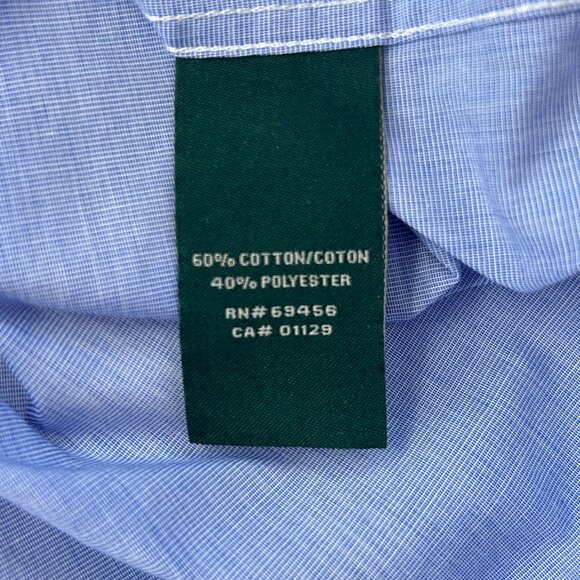 60% COTTON/COTON
40% POLYESTER
RN# 69456
CA# 01129